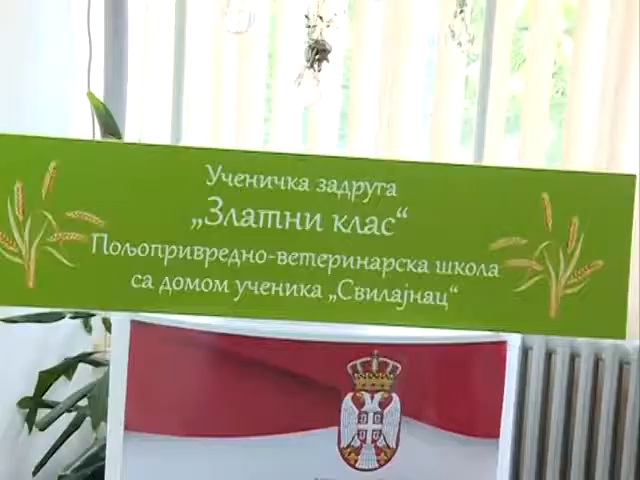 Ученичка задруга
„Златни клас“
Пољопривредно-ветеринарска школа
са домом ученика „Свилајнац“